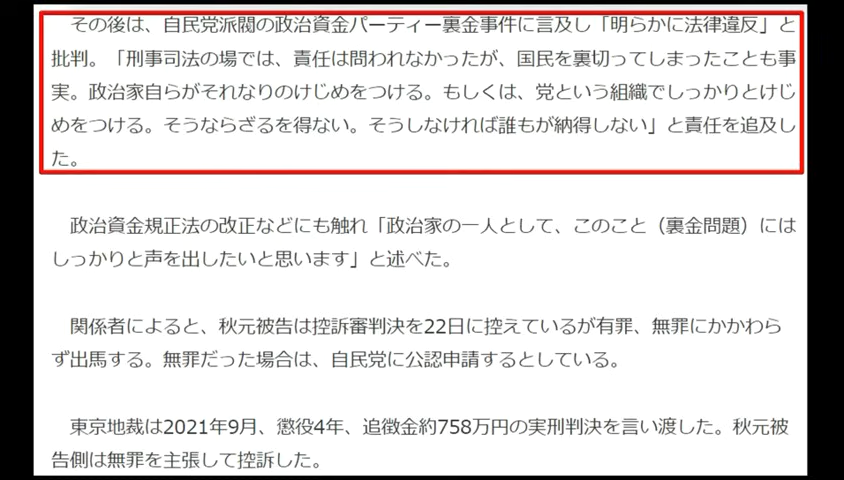 その後は、自民党派閥の政治資金パーティー裏金事件に言及し「明らかに法律違反」と
批判。「刑事司法の場では、責任は問われなかったが、国民を裏切ってしまったことも事
実。政治家自らがそれなりのけじめをつける。もしくは、党という組織でしっかりとけじ
めをつける。そうならざるを得ない。そうしなければ誰もが納得しない」と責任を追及し
た。
政治資金規正法の改正などにも触れ「政治家の一人として、このこと（裏金問題）には
しっかりと声を出したいと思います」と述べた。
関係者によると、秋元被告は控訴審判決を22日に控えているが有罪、無罪にかかわら
ず出馬する。無罪だった場合は、自民党に公認申請するとしている。
東京地裁は2021年9月、懲役4年、追徴金約758万円の実刑判決を言い渡した。秋元被
告側は無罪を主張して控訴した。